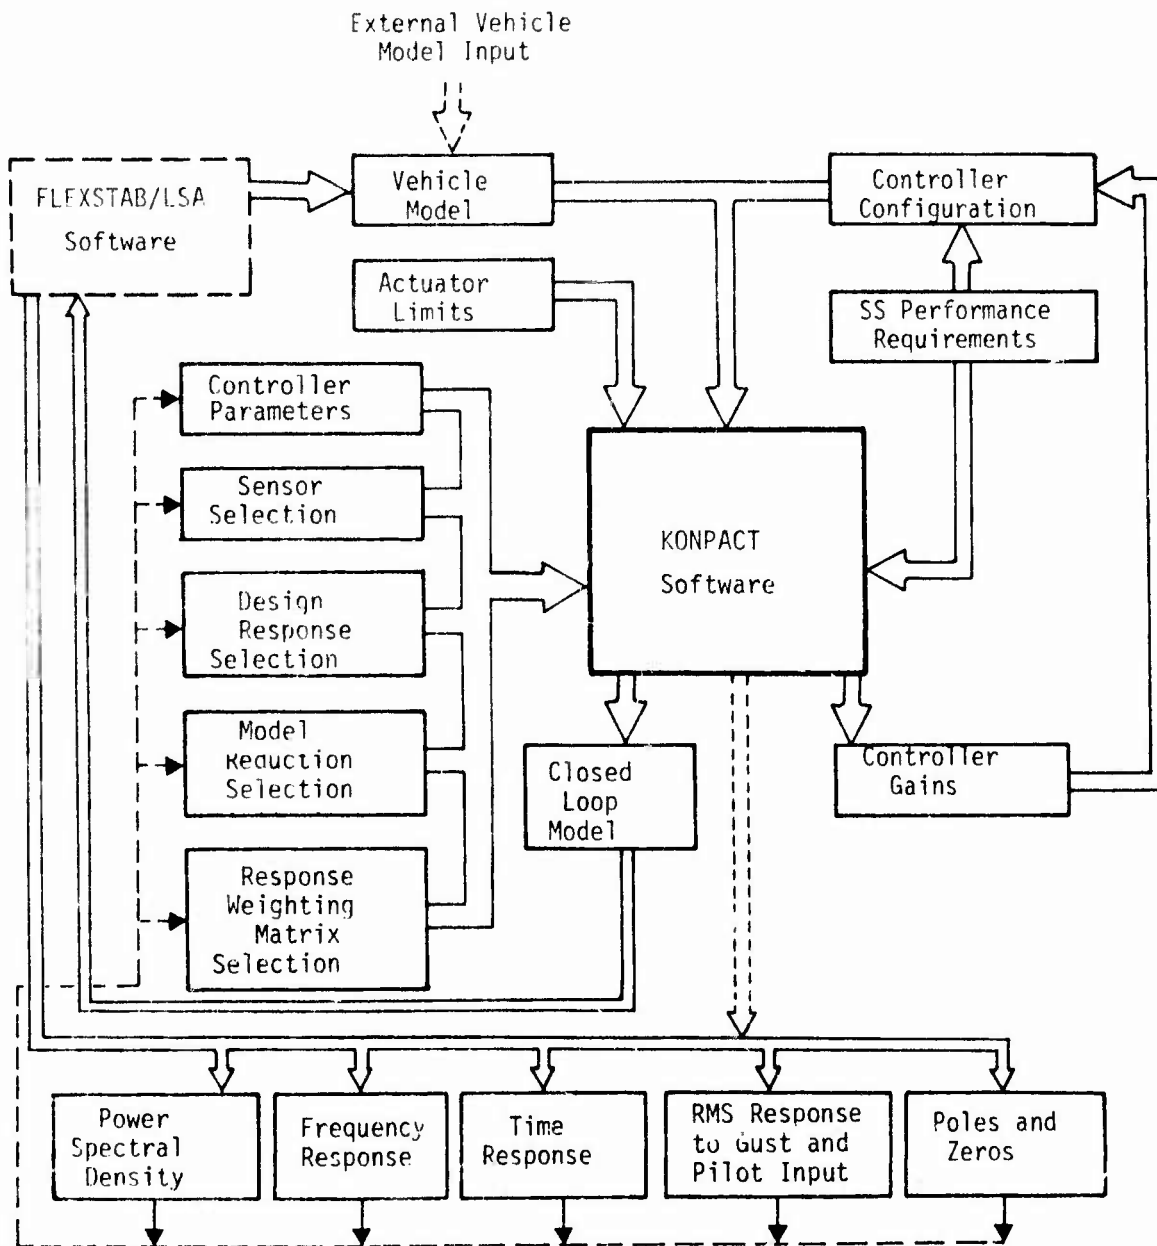 External Vehicle
Model Input
FLEXSTAB/LSA
Software
Vehicle
Model
Controller
Configuration
Actuator
Limits
SS Performance
Requirements
Controller
Parameters
Sensor
Selection
KONPACT
Software
Design
Response
Selection
Model
Reduction
Selection
Closed
Loop
Model
Controller
Gains
Response
Weighting
Matrix
Selection
Power
Spectral
Density
Frequency
Response
Time
Response
RMS Response
to Gust and
Pilot Input
Poles and
Zeros